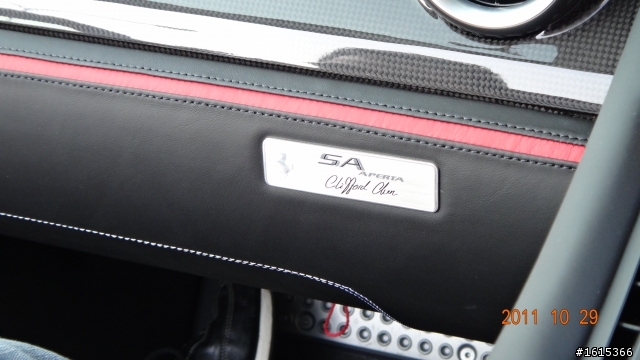 SA
APERTA
Clifford Chen
2011 10 29
#1615366